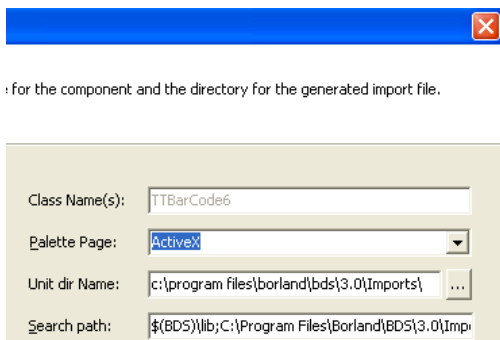 for the component and the directory for the generated import file.
Class Name(s): TTBarCode6
Palette Page: ActiveX
Unit dir Name: c:\program files\borland\bds\3.0\Imports\ ...
Search path: $(BDS)\lib;C:\Program Files\Borland\BDS\3.0\Imp